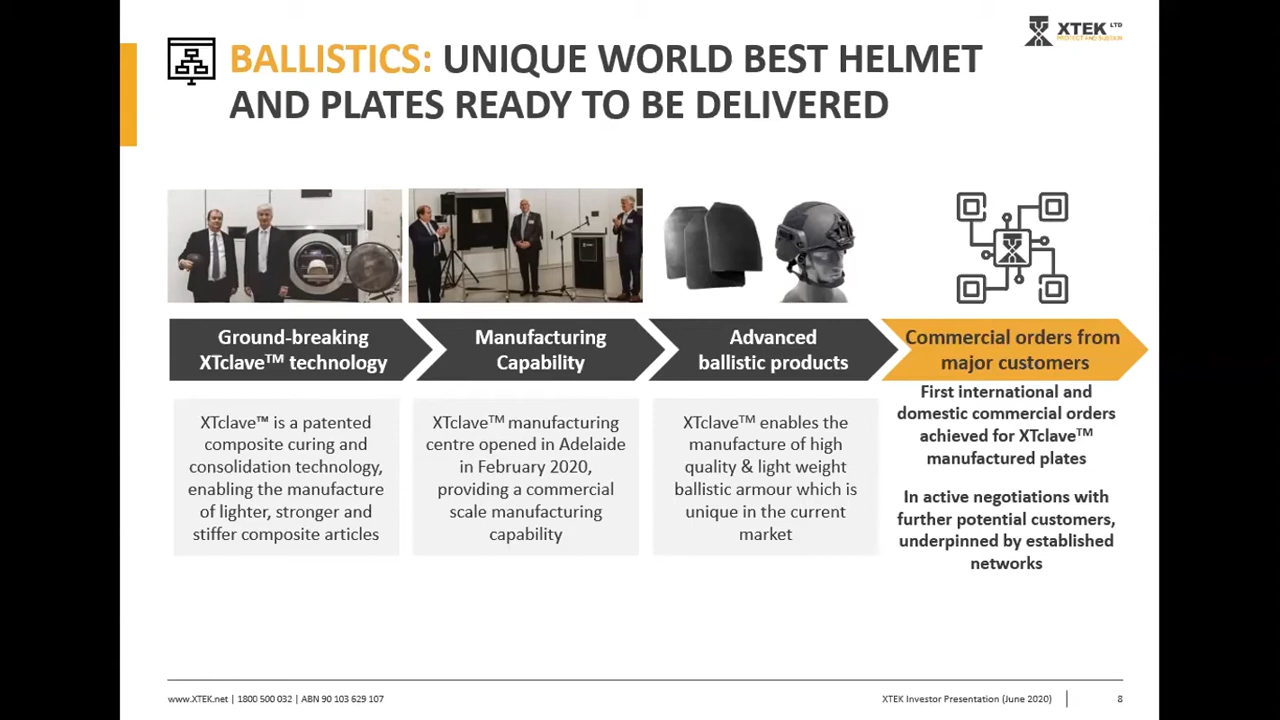 XTEK LTD
PROTECT AND SUSTAIN
BALLISTICS: UNIQUE WORLD BEST HELMET
AND PLATES READY TO BE DELIVERED
Ground-breaking
XTclave™ technology
Manufacturing
Capability
Advanced
ballistic products
Commercial orders from
major customers
XTclave™ is a patented
composite curing and
consolidation technology,
enabling the manufacture
of lighter, stronger and
stiffer composite articles
XTclave™ manufacturing
centre opened in Adelaide
in February 2020,
providing a commercial
scale manufacturing
capability
XTclave™ enables the
manufacture of high
quality & light weight
ballistic armour which is
unique in the current
market
First international and
domestic commercial orders
achieved for XTclave™
manufactured plates
In active negotiations with
further potential customers,
underpinned by established
networks
www.XTEK.net | 1800 500 032 | ABN 90 103 629 107
XTEK Investor Presentation (June 2020)
8